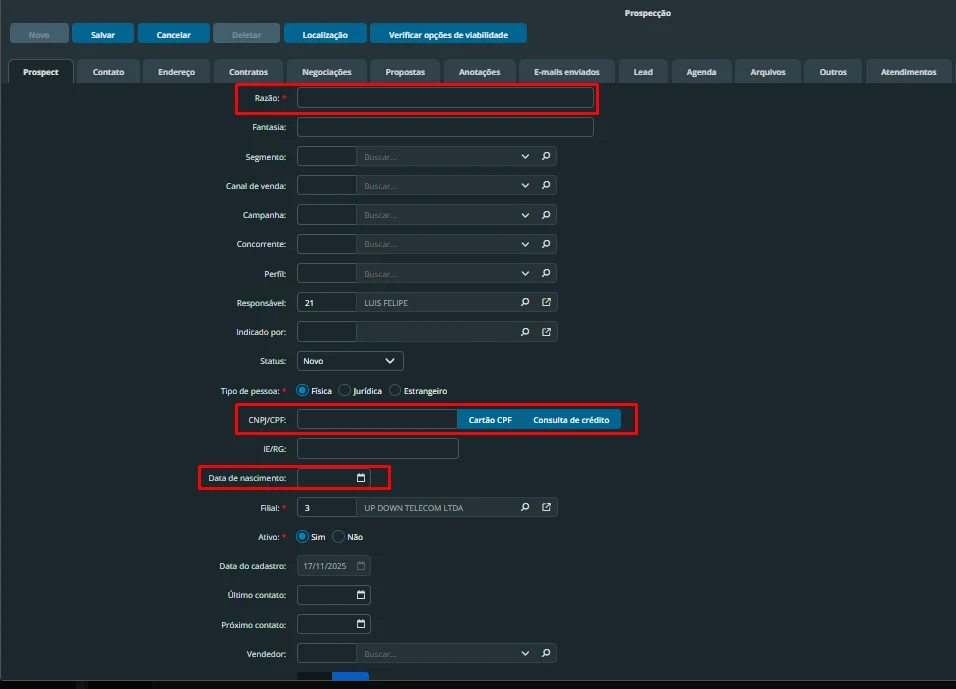 Prospecção
Novo Salvar Cancelar Deletar Localização Verificar opções de viabilidade
Prospect Contato Endereço Contratos Negociações Propostas Anotações E-mails enviados Lead Agenda Arquivos Outros Atendimentos
Razão: *
Fantasia:
Segmento: Buscar...
Canal de venda: Buscar...
Campanha: Buscar...
Concorrente: Buscar...
Perfil: Buscar...
Responsável: 21 LUIS FELIPE
Indicado por:
Status: Novo
Tipo de pessoa: * Física Jurídica Estrangeiro
CNPJ/CPF: Cartão CPF Consulta de crédito
IE/RG:
Data de nascimento:
Filial: * 3 UP DOWN TELECOM LTDA
Ativo: * Sim Não
Data do cadastro: 17/11/2025
Último contato:
Próximo contato:
Vendedor: Buscar...